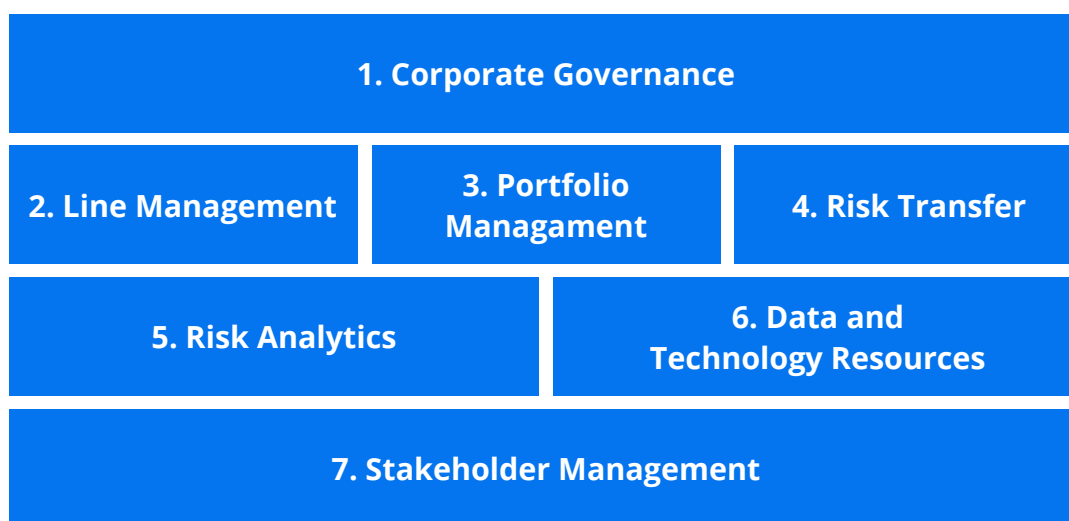 1. Corporate Governance
2. Line Management
3. Portfolio
Managament
4. Risk Transfer
5. Risk Analytics
6. Data and
Technology Resources
7. Stakeholder Management